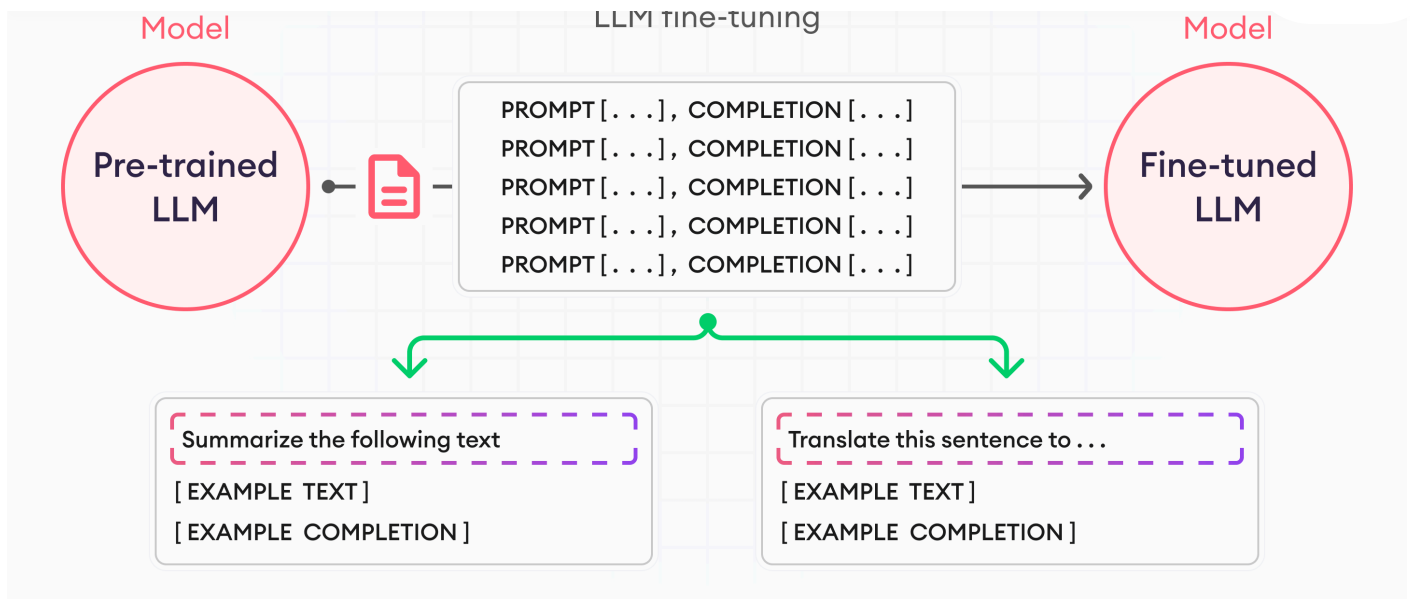 LLM fine-tuning
Model
Model
Pre-trained
LLM
PROMPT[...], COMPLETION[...]
PROMPT[...], COMPLETION[...]
PROMPT[...], COMPLETION[...]
PROMPT[...], COMPLETION[...]
PROMPT[...], COMPLETION[...]
Fine-tuned
LLM
Summarize the following text
[EXAMPLE TEXT]
[EXAMPLE COMPLETION]
Translate this sentence to ...
[EXAMPLE TEXT]
[EXAMPLE COMPLETION]